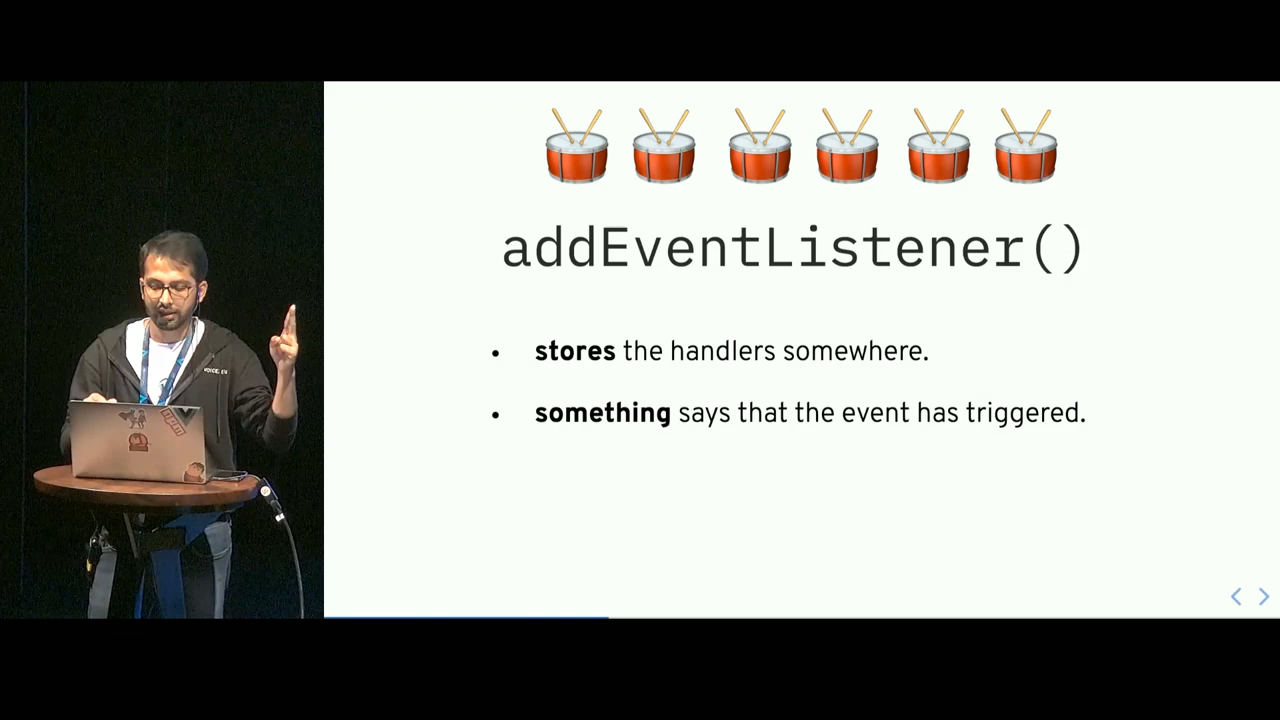 addEventListener()
• stores the handlers somewhere.
• something says that the event has triggered.